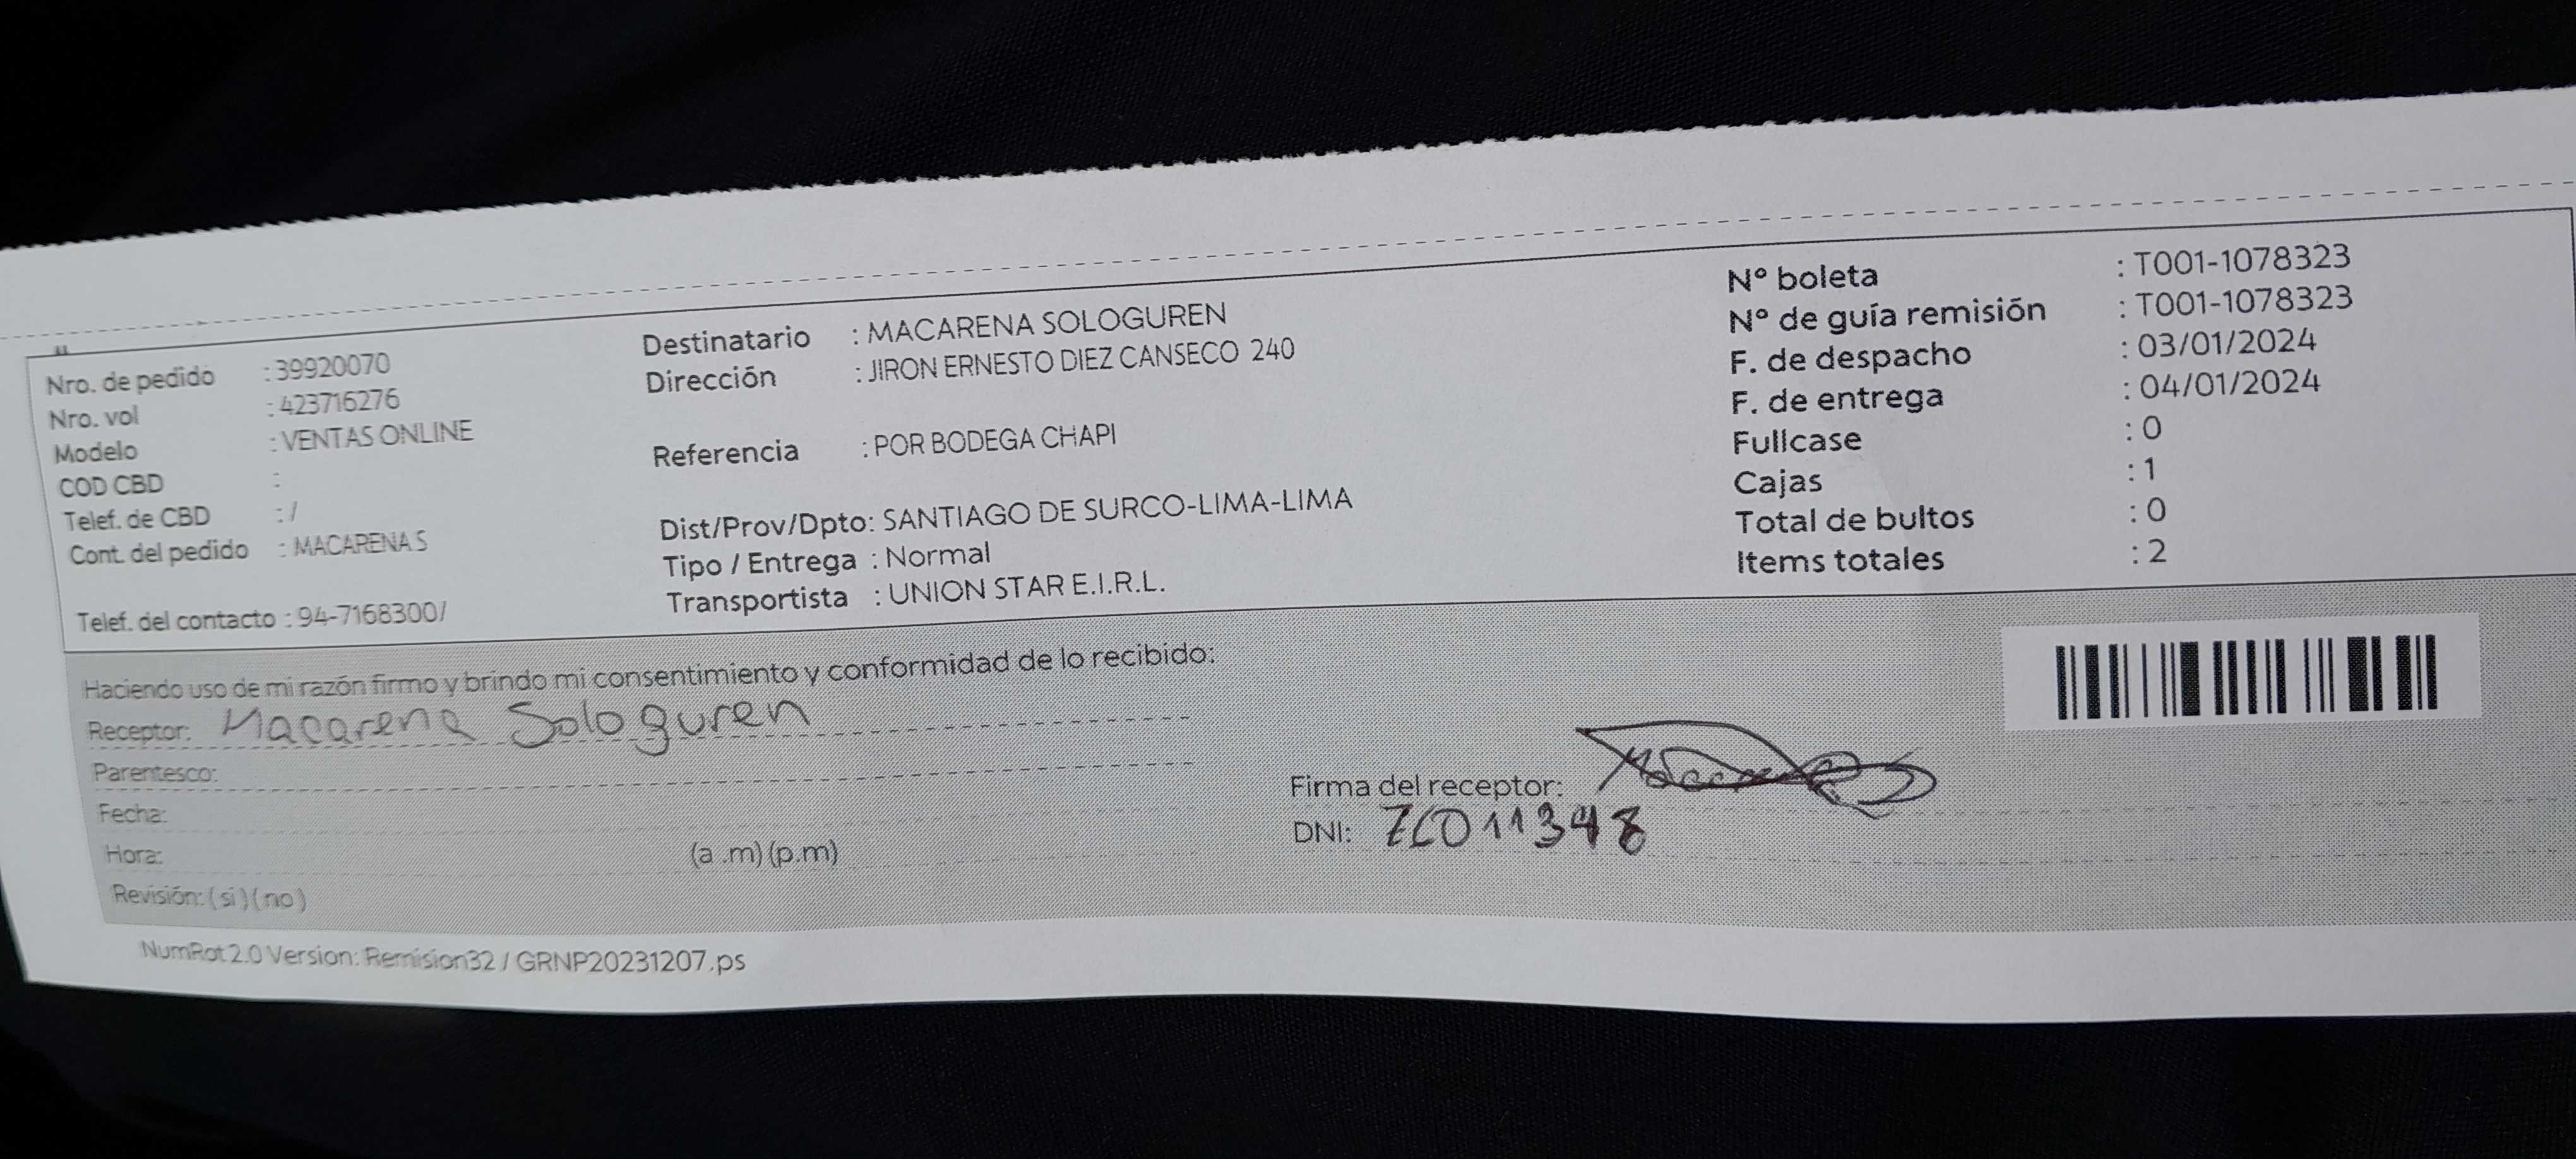 Nro. de pedido : 39920070
Nro. vol : 423716276
Modelo : VENTAS ONLINE
COD CBD :
Telef. de CBD : /
Cont. del pedido : MACARENA S
Telef. del contacto : 94-7168300/
Destinatario : MACARENA SOLOGUREN
Dirección : JIRON ERNESTO DIEZ CANSECO 240
Referencia : POR BODEGA CHAPI
Dist/Prov/Dpto: SANTIAGO DE SURCO-LIMA-LIMA
Tipo / Entrega : Normal
Transportista : UNION STAR E.I.R.L.
Nº boleta : T001-1078323
Nº de guía remisión : T001-1078323
F. de despacho : 03/01/2024
F. de entrega : 04/01/2024
Fullcase : 0
Cajas : 1
Total de bultos : 0
Items totales : 2
Haciendo uso de mi razón firmo y brindo mi consentimiento y conformidad de lo recibido:
Receptor: Macarena Sologuren
Parentesco:
Fecha:
Hora: (a .m) (p.m)
Revisión: ( si ) ( no )
Firma del receptor:
DNI:
NumRot 2.0 Version: Remision32 / GRNP20231207.ps